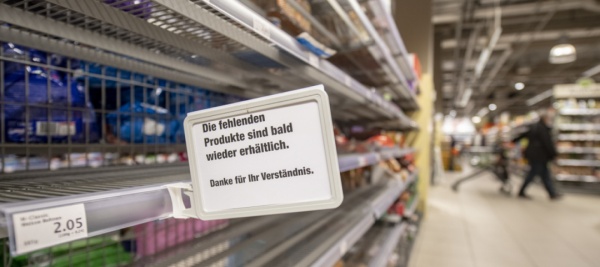 Die fehlenden
Produkte sind bald
wieder erhältlich.
Danke für Ihr Verständnis.
2.05